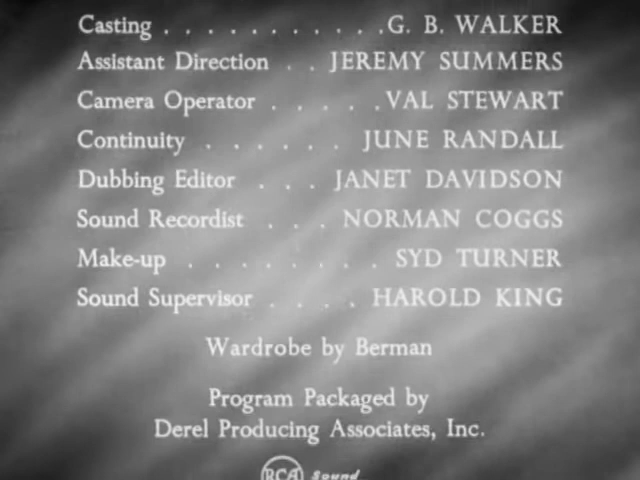 Casting . . . . . . . . . . . G. B. WALKER
Assistant Direction . . JEREMY SUMMERS
Camera Operator . . . . . VAL STEWART
Continuity . . . . . . JUNE RANDALL
Dubbing Editor . . . JANET DAVIDSON
Sound Recordist . . . NORMAN COGGS
Make-up . . . . . . . . SYD TURNER
Sound Supervisor . . . . HAROLD KING
Wardrobe by Berman
Program Packaged by
Derel Producing Associates, Inc.
RCA Sound